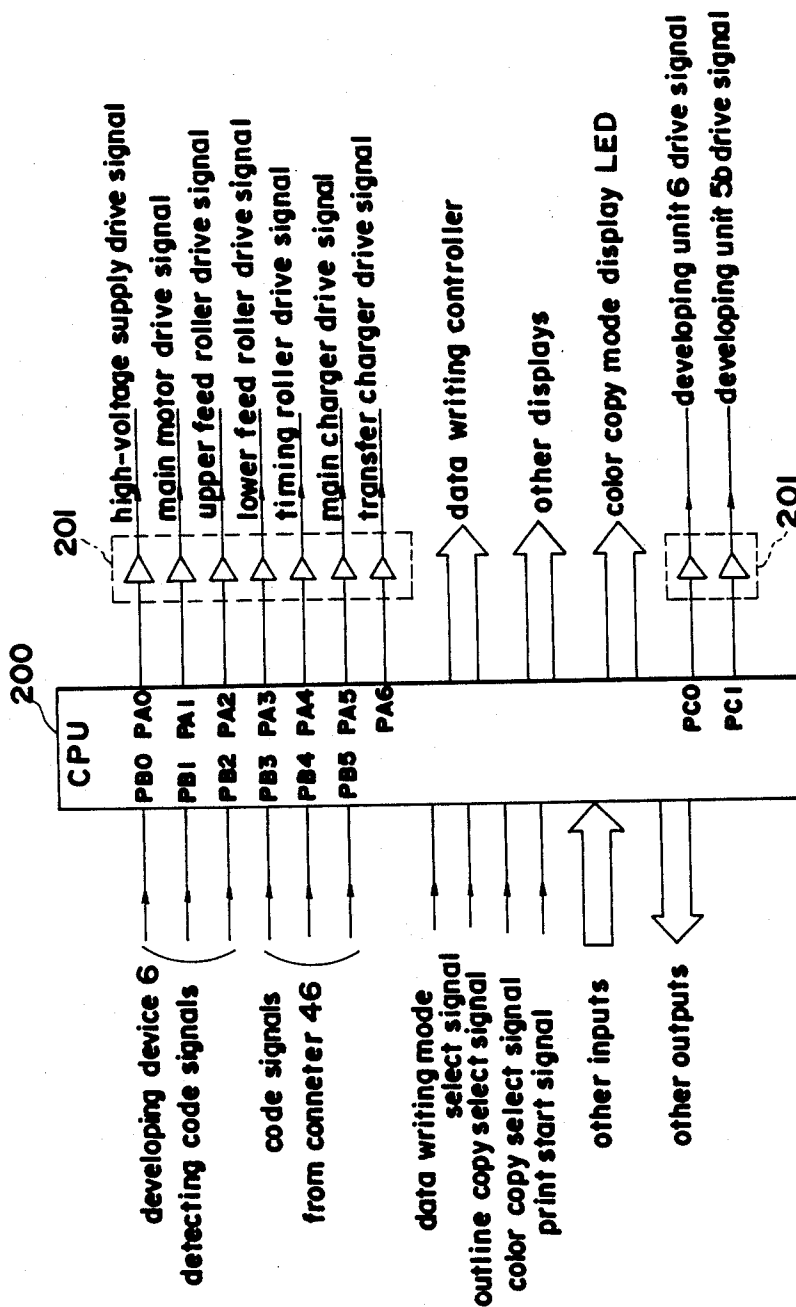 200
CPU
201
PB0 PA0
PB1 PA1
PB2 PA2
PB3 PA3
PB4 PA4
PB5 PA5
PA6
PC0
PC1
developing device 6
detecting code signals
code signals
from conneter 46
data writing mode
select signal
outline copy select signal
color copy select signal
print start signal
other inputs
other outputs
high-voltage supply drive signal
main motor drive signal
upper feed roller drive signal
lower feed roller drive signal
timing roller drive signal
main charger drive signal
transfer charger drive signal
data writing controller
other displays
color copy mode display LED
developing unit 6 drive signal
developing unit 5b drive signal
201